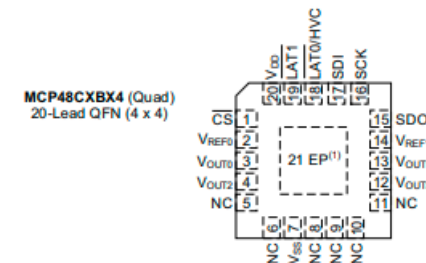 MCP48CXBX4 (Quad)
20-Lead QFN (4 x 4)
20 VDD
19 LAT1
18 LAT0/HVC
17 SDI
16 SCK
CS 1
VREF0 2
VOUT0 3
VOUT2 4
NC 5
21 EP(1)
15 SDO
14 VREF
13 VOUT
12 VOUT
11 NC
6 NC
7 VSS
8 NC
9 NC
10 NC